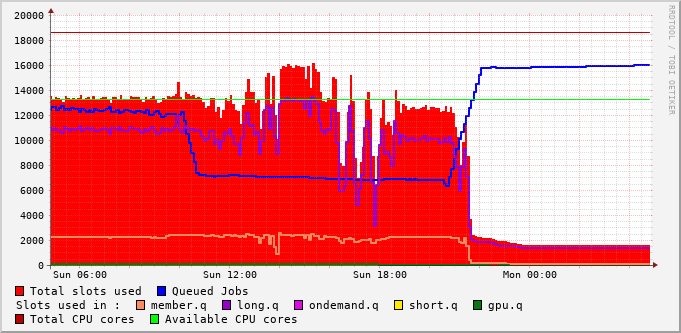 20000
18000
16000
14000
12000
10000
8000
6000
4000
2000
0
Sun 06:00 Sun 12:00 Sun 18:00 Mon 00:00
RRDTOOL / TOBI OETIKER
Total slots used Queued Jobs
Slots used in : member.q long.q ondemand.q short.q gpu.q
Total CPU cores Available CPU cores